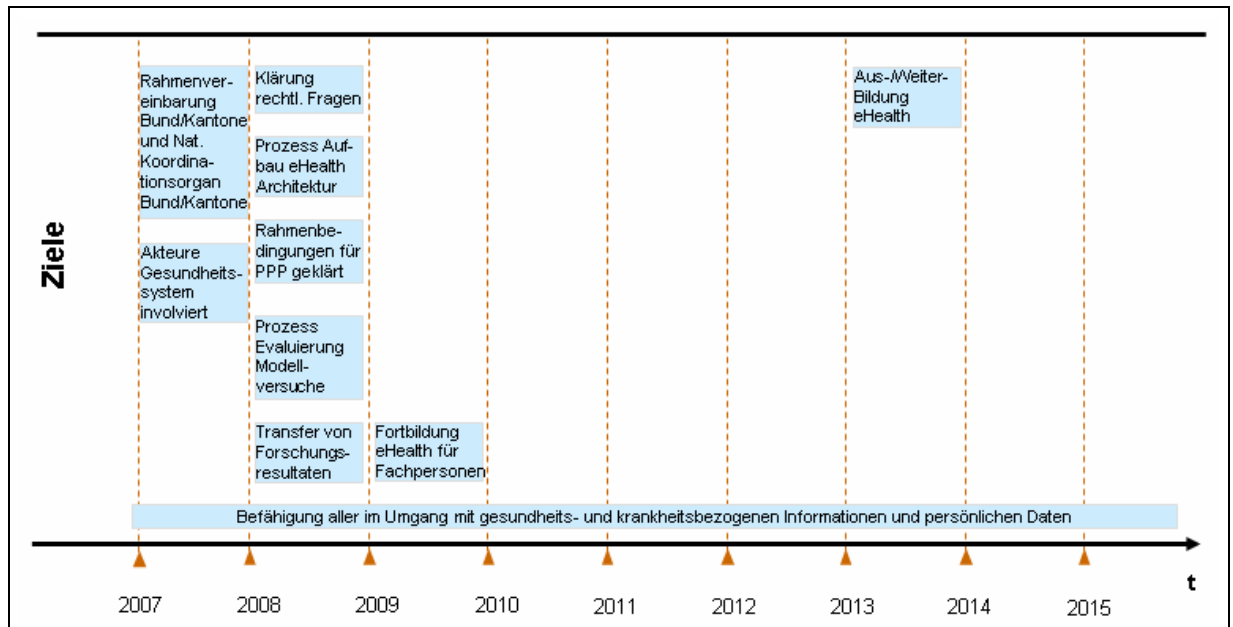 Ziele
Rahmenver-
einbarung
Bund/Kantone
und Nat.
Koordina-
tionsorgan
Bund/Kantone
Akteure
Gesundheits-
system
involviert
Klärung
rechtl. Fragen
Prozess Auf-
bau eHealth
Architektur
Rahmenbe-
dingungen für
PPP geklärt
Prozess
Evaluierung
Modell-
versuche
Transfer von
Forschungs-
resultaten
Fortbildung
eHealth für
Fachpersonen
Aus-/Weiter-
Bildung
eHealth
Befähigung aller im Umgang mit gesundheits- und krankheitsbezogenen Informationen und persönlichen Daten
t
2007 2008 2009 2010 2011 2012 2013 2014 2015